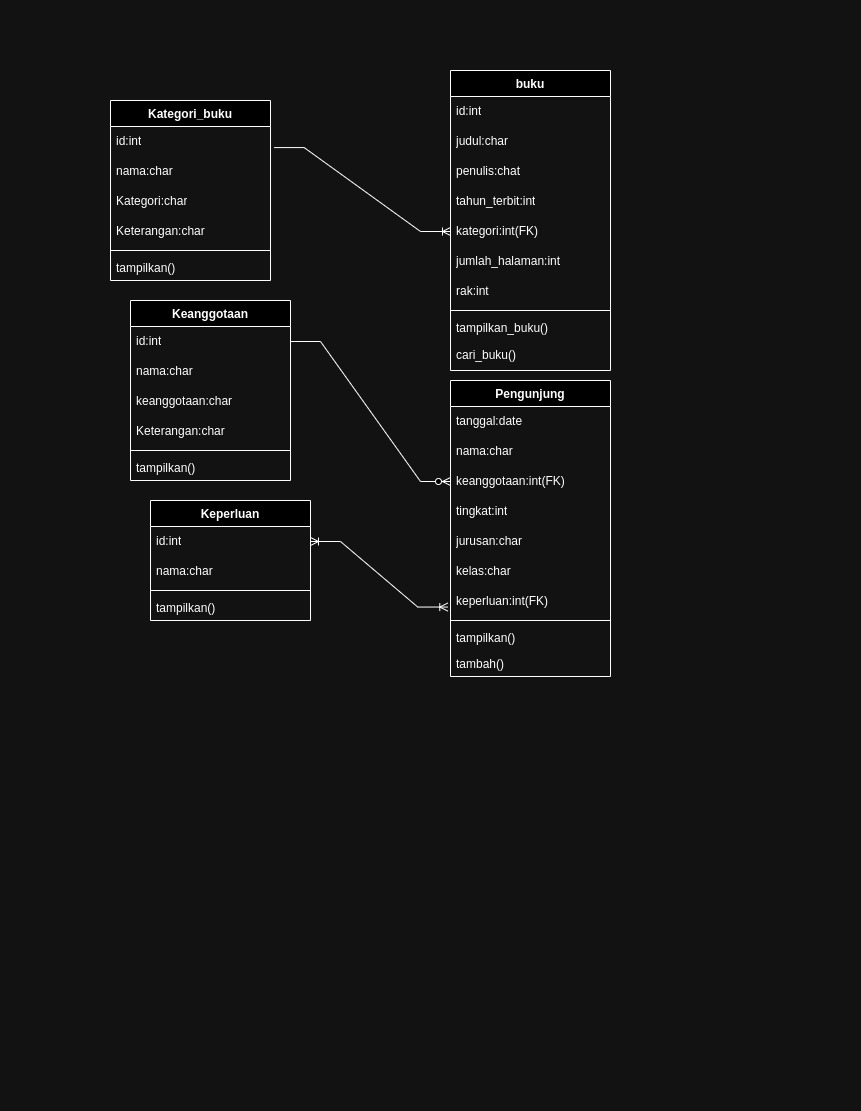 Kategori_buku
id:int
nama:char
Kategori:char
Keterangan:char
tampilkan()
buku
id:int
judul:char
penulis:chat
tahun_terbit:int
kategori:int(FK)
jumlah_halaman:int
rak:int
tampilkan_buku()
cari_buku()
Keanggotaan
id:int
nama:char
keanggotaan:char
Keterangan:char
tampilkan()
Pengunjung
tanggal:date
nama:char
keanggotaan:int(FK)
tingkat:int
jurusan:char
kelas:char
keperluan:int(FK)
tampilkan()
tambah()
Keperluan
id:int
nama:char
tampilkan()